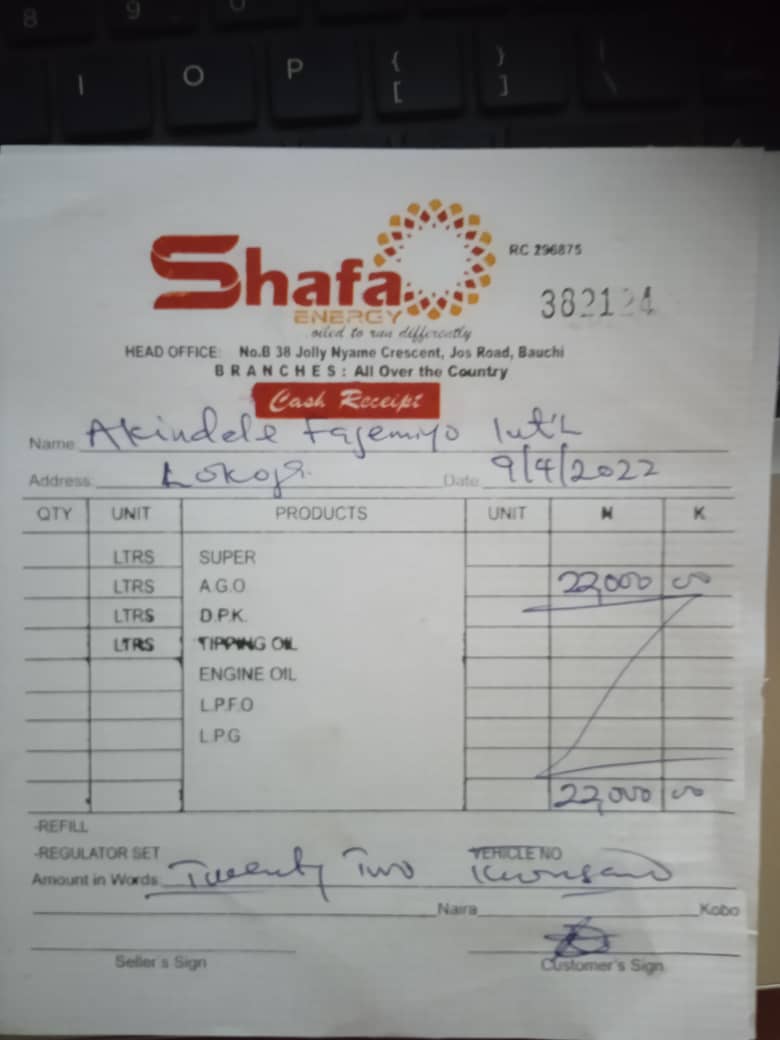 8 9 0
I O P { [ } ] | \
Shafa
RC 296875
ENERGY
382124
oiled to run differently
HEAD OFFICE: No.B 38 Jolly Nyame Crescent, Jos Road, Bauchi
BRANCHES: All Over the Country
Cash Receipt
Name Akindele Fajemiyo Int'L
Address Lokoja Date 9/4/2022
QTY UNIT PRODUCTS UNIT ₦ K
LTRS SUPER
LTRS A.G.O 22,000 00
LTRS D.P.K.
LTRS TIPPING OIL
ENGINE OIL
L.P.F.O
L.P.G
22,000 00
-REFILL
-REGULATOR SET VEHICLE NO
Amount in Words Twenty Two
Naira Kobo
Seller's Sign Customer's Sign